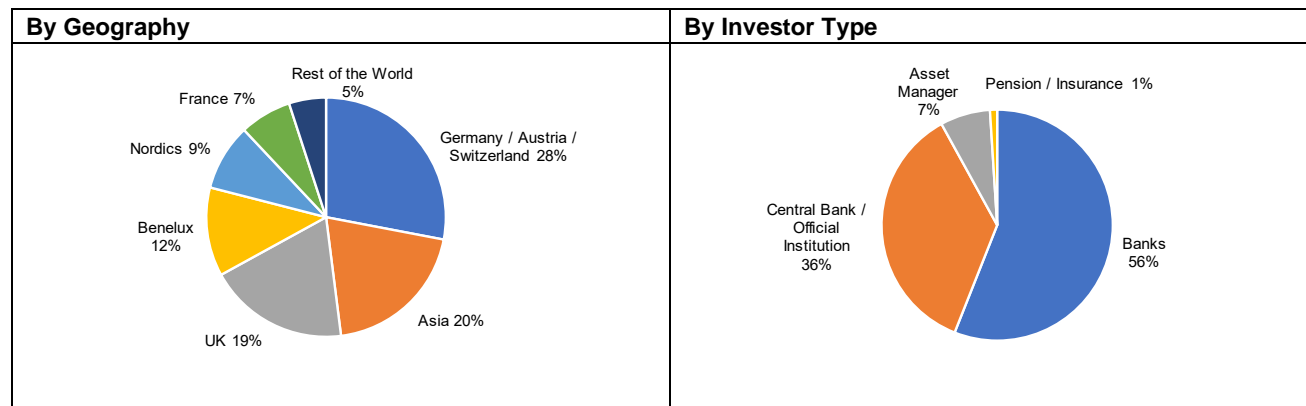 By Geography
Rest of the World
5%
France 7%
Nordics 9%
Germany / Austria /
Switzerland 28%
Benelux
12%
Asia 20%
UK 19%
By Investor Type
Asset
Manager
7%
Pension / Insurance 1%
Central Bank /
Official
Institution
36%
Banks
56%